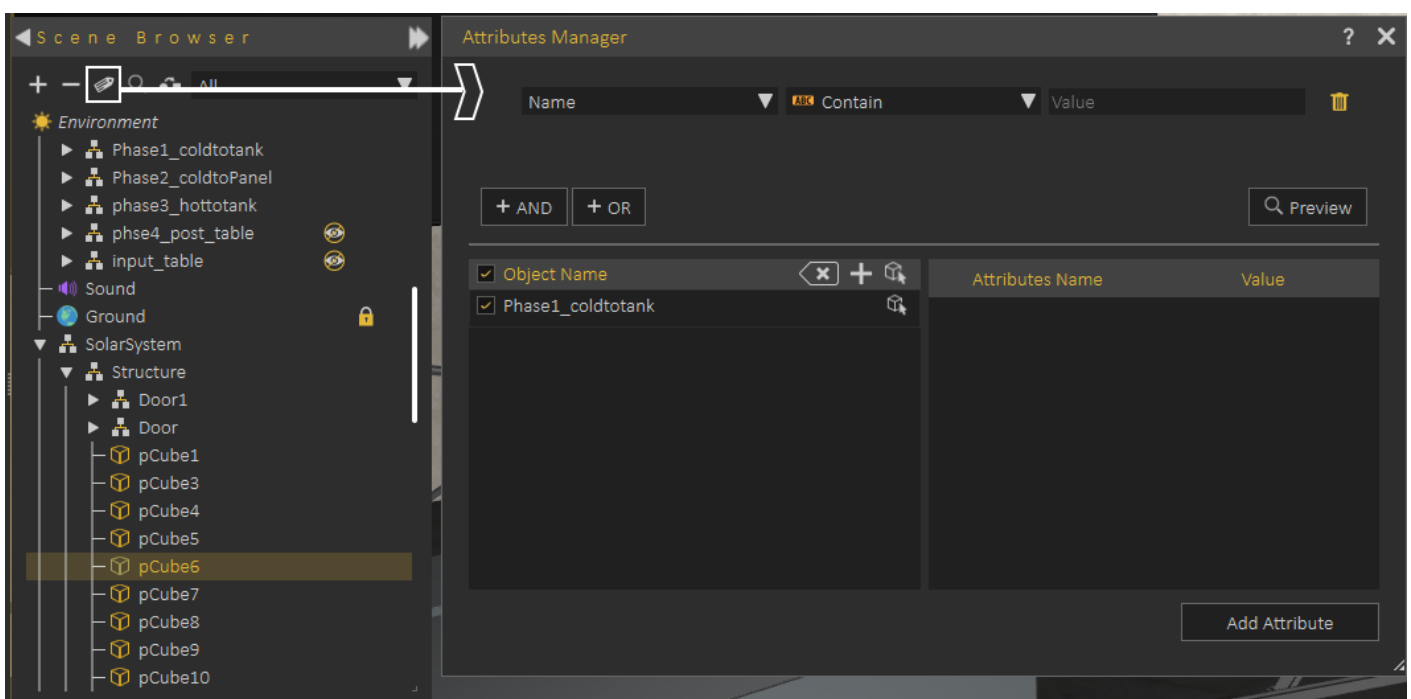 Scene Browser
All
Environment
Phase1_coldtotank
Phase2_coldtoPanel
phase3_hottotank
phse4_post_table
input_table
Sound
Ground
SolarSystem
Structure
Door1
Door
pCube1
pCube3
pCube4
pCube5
pCube6
pCube7
pCube8
pCube9
pCube10
Attributes Manager ?
Name ABC Contain Value
+ AND + OR Preview
Object Name
Phase1_coldtotank
Attributes Name Value
Add Attribute